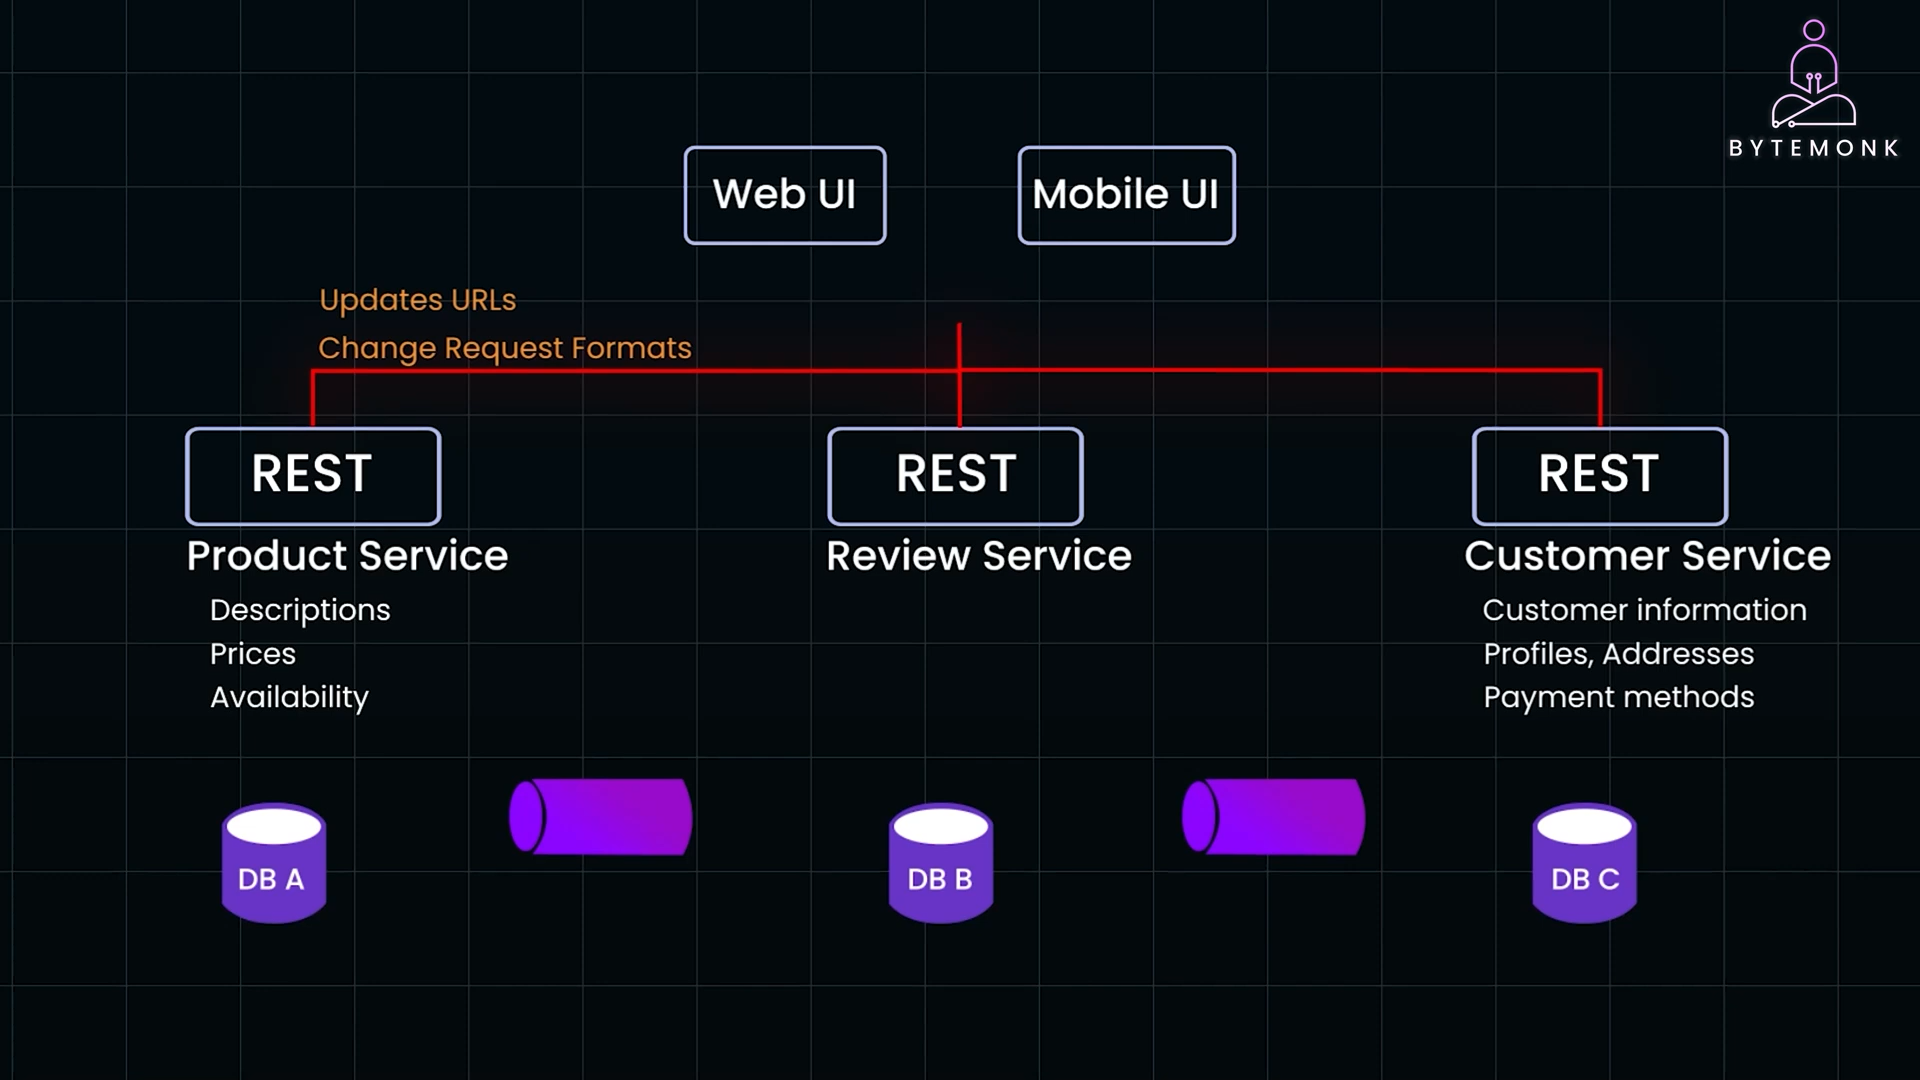 BYTEMONK
Web UI
Mobile UI
Updates URLs
Change Request Formats
REST
REST
REST
Product Service
Review Service
Customer Service
Descriptions
Prices
Availability
Customer information
Profiles, Addresses
Payment methods
DB A
DB B
DB C